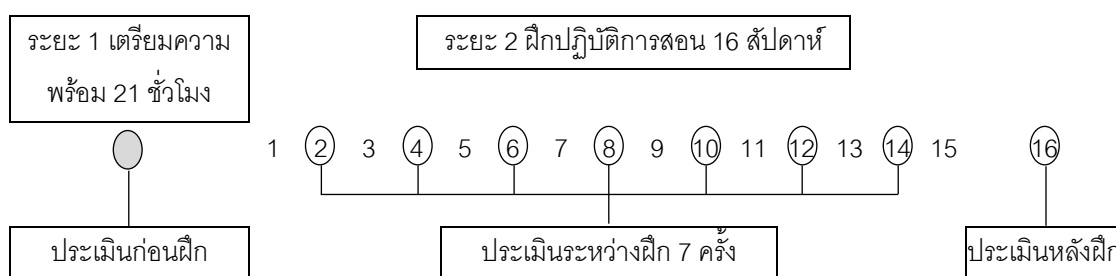 ระยะ 1 เตรียมความ
พร้อม 21 ชั่วโมง
ระยะ 2 ฝึกปฏิบัติการสอน 16 สัปดาห์
1 2 3 4 5 6 7 8 9 10 11 12 13 14 15 16
ประเมินก่อนฝึก
ประเมินระหว่างฝึก 7 ครั้ง
ประเมินหลังฝึก